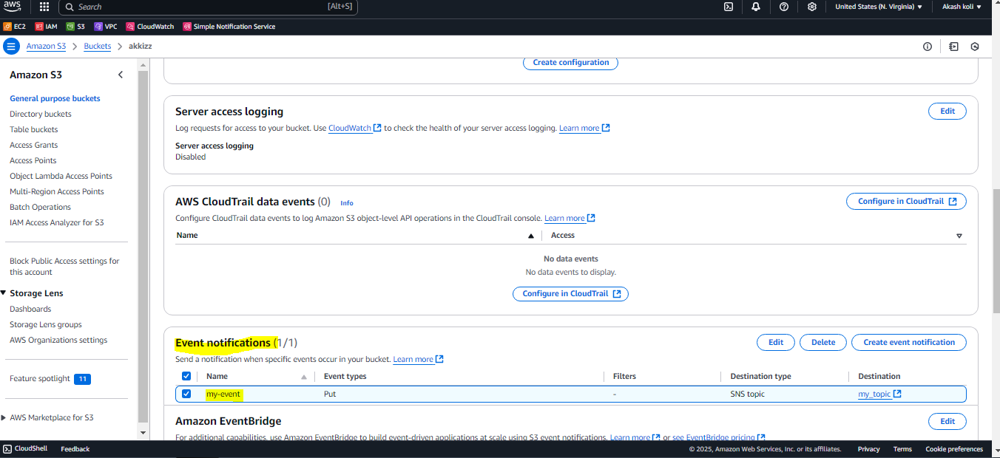 aws Search [Alt+S] United States (N. Virginia) Akash koli
EC2 IAM S3 VPC CloudWatch Simple Notification Service
Amazon S3 Buckets akkizz
Amazon S3
General purpose buckets
Directory buckets
Table buckets
Access Grants
Access Points
Object Lambda Access Points
Multi-Region Access Points
Batch Operations
IAM Access Analyzer for S3
Block Public Access settings for
this account
Storage Lens
Dashboards
Storage Lens groups
AWS Organizations settings
Feature spotlight 11
AWS Marketplace for S3
Create configuration
Server access logging Edit
Log requests for access to your bucket. Use CloudWatch to check the health of your server access logging. Learn more
Server access logging
Disabled
AWS CloudTrail data events (0) Info Configure in CloudTrail
Configure CloudTrail data events to log Amazon S3 object-level API operations in the CloudTrail console. Learn more
Name Access
No data events
No data events to display.
Configure in CloudTrail
Event notifications (1/1) Edit Delete Create event notification
Send a notification when specific events occur in your bucket. Learn more
Name Event types Filters Destination type Destination
my-event Put - SNS topic my_topic
Amazon EventBridge Edit
For additional capabilities, use Amazon EventBridge to build event-driven applications at scale using S3 event notifications. Learn more or see EventBridge pricing
CloudShell Feedback © 2025, Amazon Web Services, Inc. or its affiliates. Privacy Terms Cookie preferences